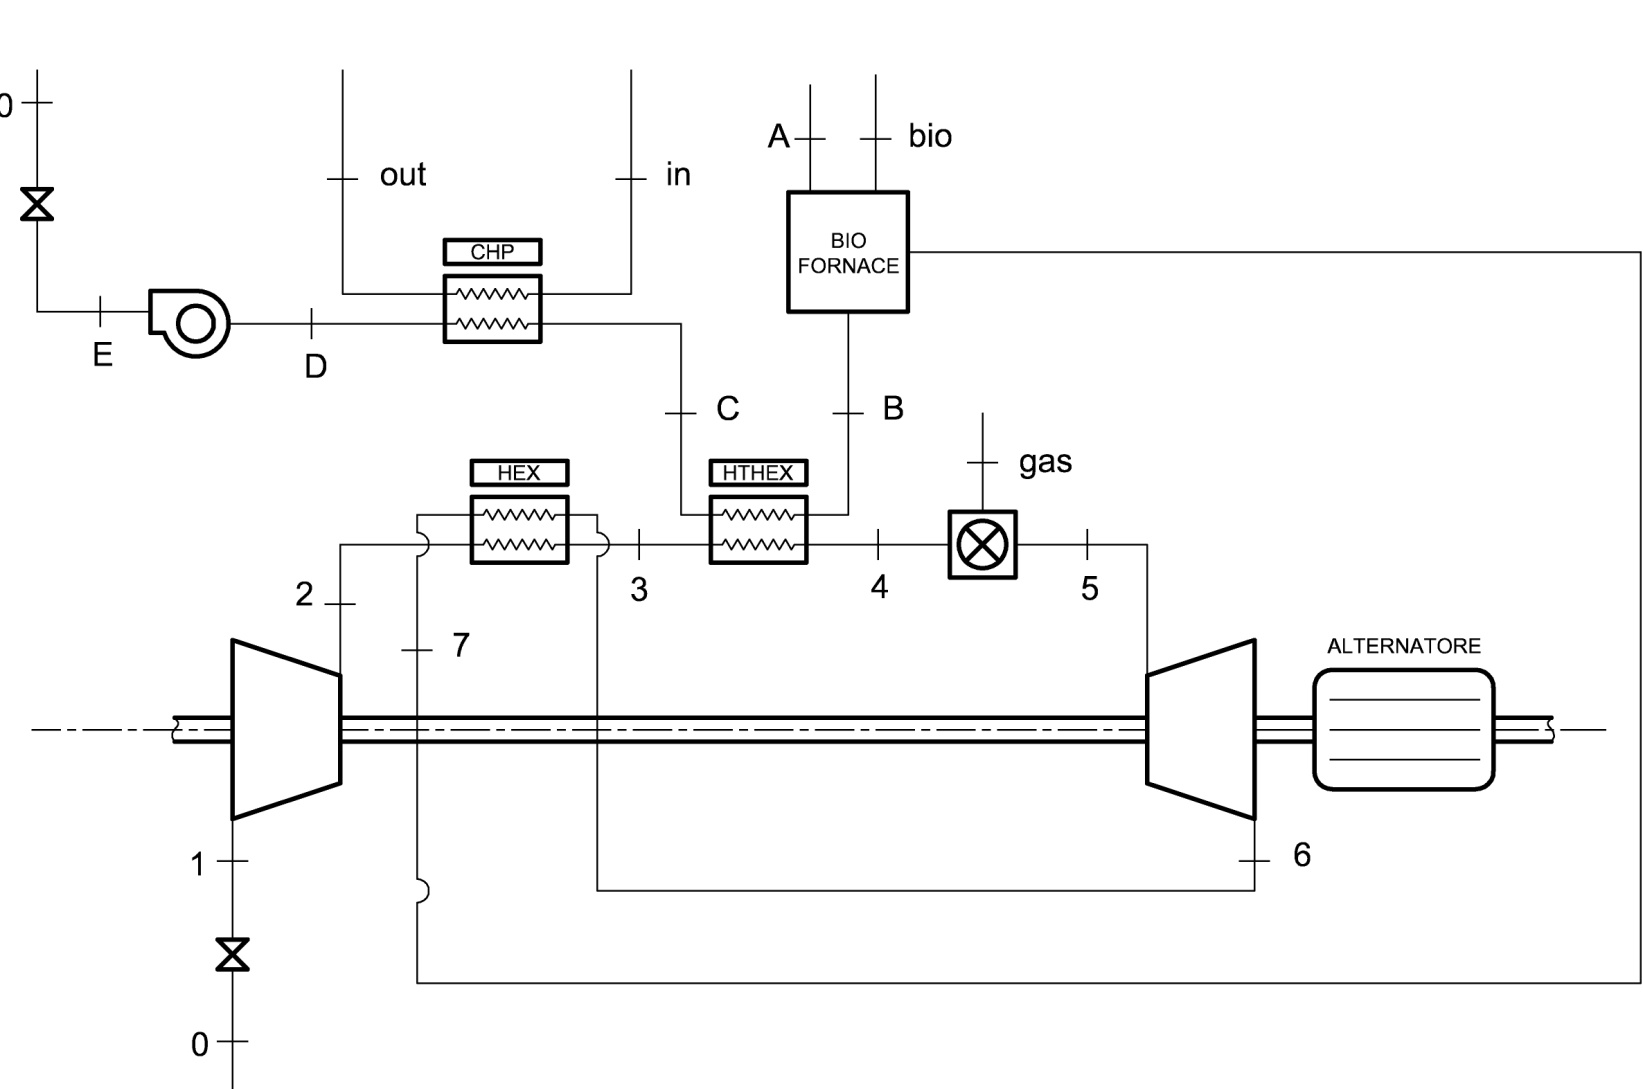 0
out
in
A
bio
BIO
FORNACE
CHP
E
D
C
B
gas
HEX
HTHEX
2
3
4
5
7
ALTERNATORE
1
6
0